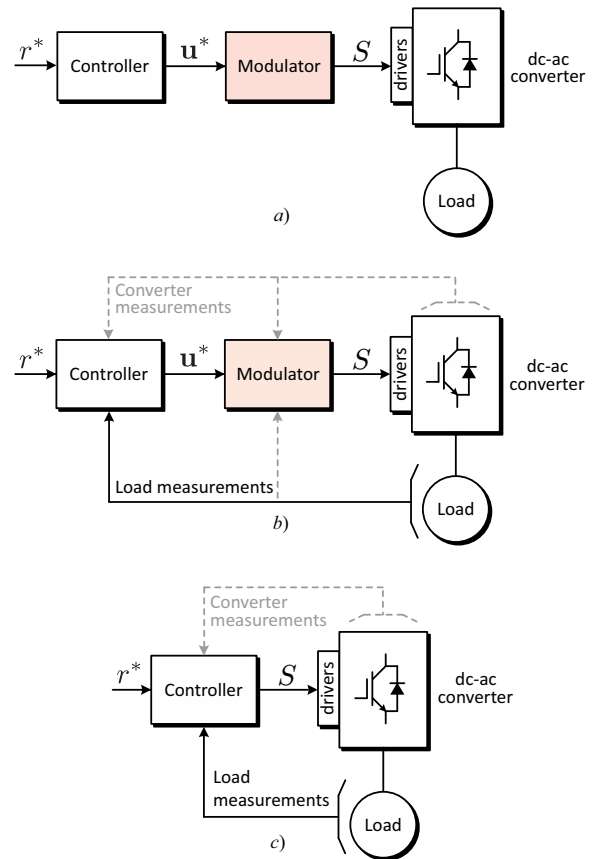 r* Controller u* Modulator S drivers dc-ac
converter
Load
a)
Converter
measurements
r* Controller u* Modulator S drivers dc-ac
converter
Load measurements
Load
b)
Converter
measurements
r* Controller S drivers dc-ac
converter
Load
measurements
Load
c)